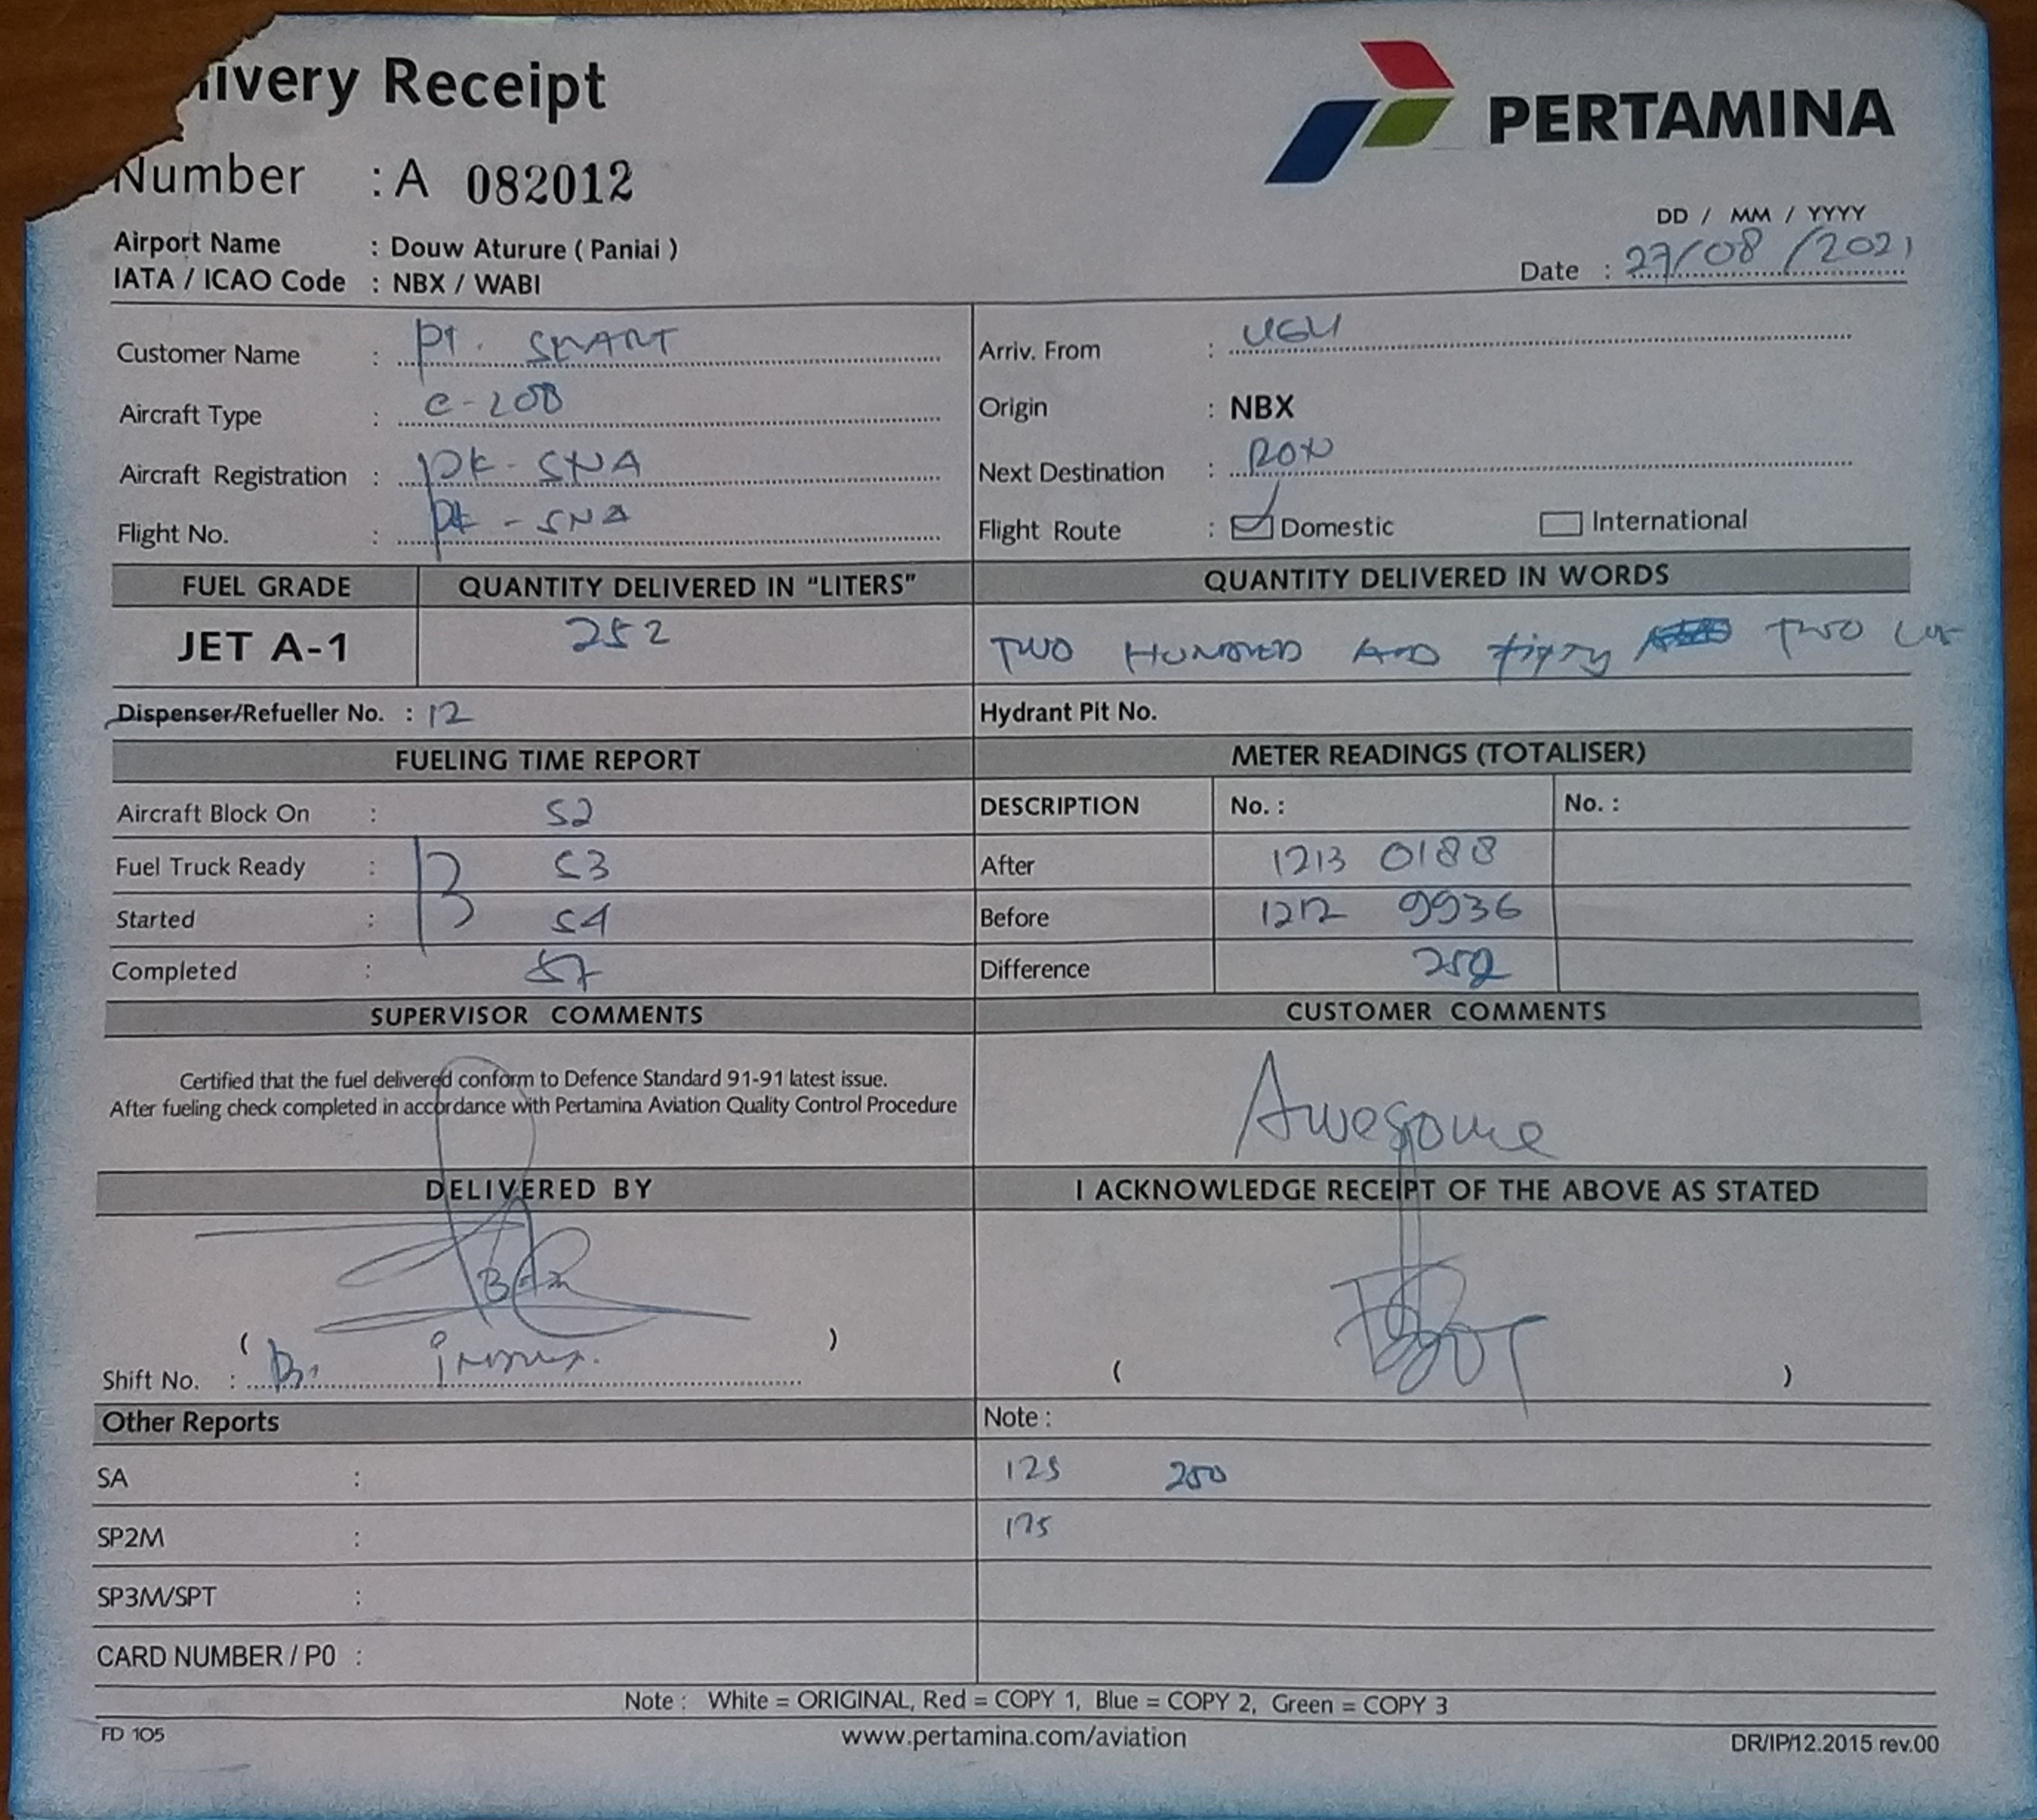 livery Receipt
PERTAMINA
Number : A 082012
DD / MM / YYYY
Date : 27/08/2021
Airport Name : Douw Aturure ( Paniai )
IATA / ICAO Code : NBX / WABI
Customer Name : PT. SMART
Arriv. From :
Aircraft Type : C-208
Origin : NBX
Aircraft Registration : PK-SNA
Next Destination :
Flight No. : PK-SNA
Flight Route : Domestic International
FUEL GRADE QUANTITY DELIVERED IN "LITERS" QUANTITY DELIVERED IN WORDS
JET A-1 252 TWO HUNDRED AND FIFTY TWO
Dispenser/Refueller No. : 12 Hydrant Pit No.
FUELING TIME REPORT METER READINGS (TOTALISER)
Aircraft Block On : 52 DESCRIPTION No. : No. :
Fuel Truck Ready : 53 After 1213 0188
Started : 54 Before 1212 9936
Completed : 57 Difference 252
SUPERVISOR COMMENTS CUSTOMER COMMENTS
Certified that the fuel delivered conform to Defence Standard 91-91 latest issue.
After fueling check completed in accordance with Pertamina Aviation Quality Control Procedure
Awesome
DELIVERED BY I ACKNOWLEDGE RECEIPT OF THE ABOVE AS STATED
( )
Shift No. :
( )
Other Reports Note :
SA : 125 250
SP2M :
SP3M/SPT :
CARD NUMBER / P0 :
Note : White = ORIGINAL, Red = COPY 1, Blue = COPY 2, Green = COPY 3
FD 105 www.pertamina.com/aviation DR/IP/12.2015 rev.00